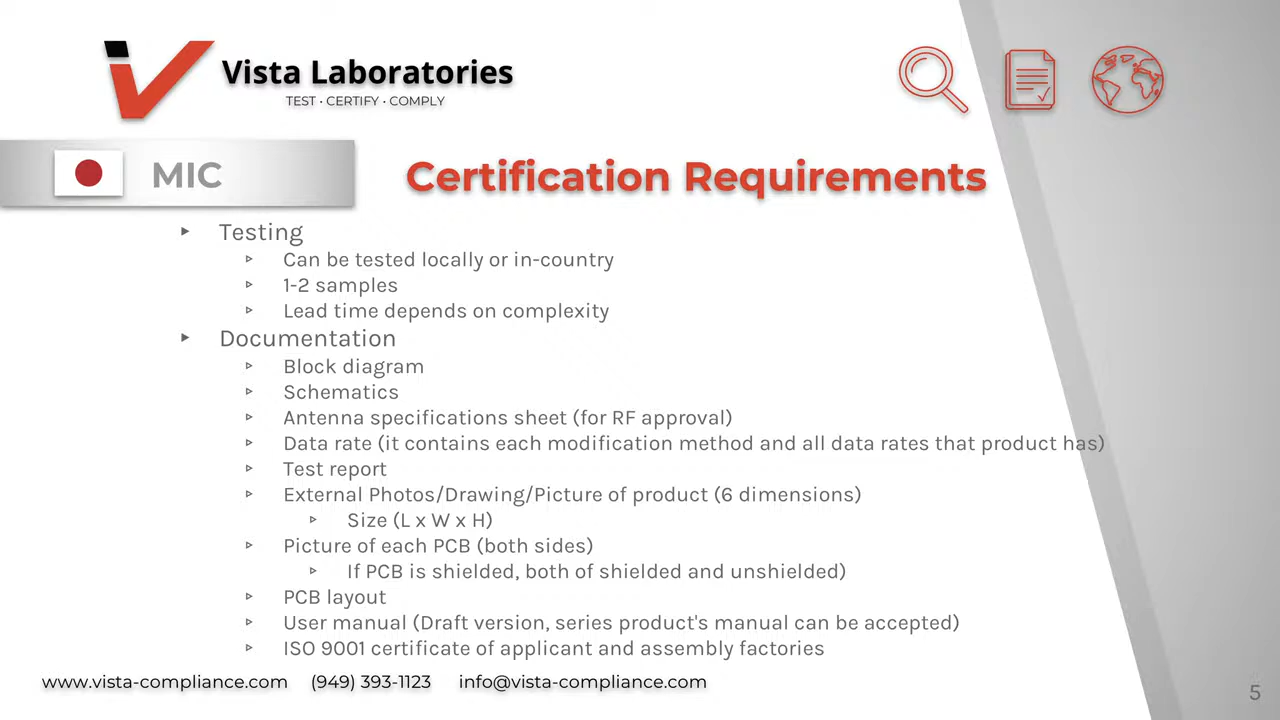 Vista Laboratories
TEST · CERTIFY · COMPLY
MIC
Certification Requirements
Testing
Can be tested locally or in-country
1-2 samples
Lead time depends on complexity
Documentation
Block diagram
Schematics
Antenna specifications sheet (for RF approval)
Data rate (it contains each modification method and all data rates that product has)
Test report
External Photos/Drawing/Picture of product (6 dimensions)
Size (L x W x H)
Picture of each PCB (both sides)
If PCB is shielded, both of shielded and unshielded)
PCB layout
User manual (Draft version, series product's manual can be accepted)
ISO 9001 certificate of applicant and assembly factories
www.vista-compliance.com (949) 393-1123 info@vista-compliance.com
5